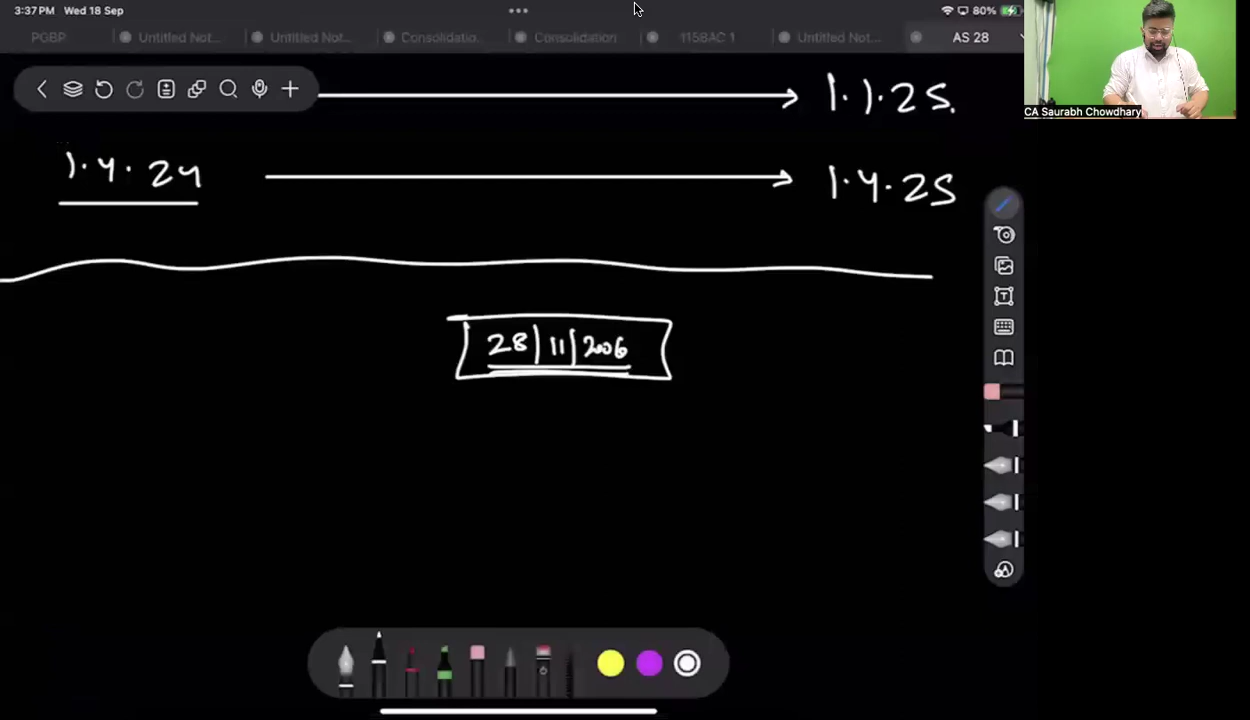 3:37 PM Wed 18 Sep 80%
PGBP Untitled Not... Untitled Not... Consolidatio... Consolidation 115BAC 1 Untitled Not... AS 28
1.1.25.
CA Saurabh Chowdhary
1.4.24 1.4.25
28|11|2006